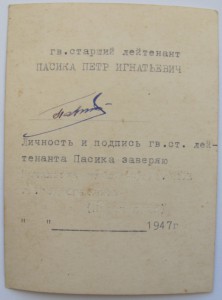 гв.старший лейтенант
ПАСИКА ПЕТР ИГНАТЬЕВИЧ
Личность и подпись гв.ст. лей-
тенанта Пасика заверяю
" " 1947г